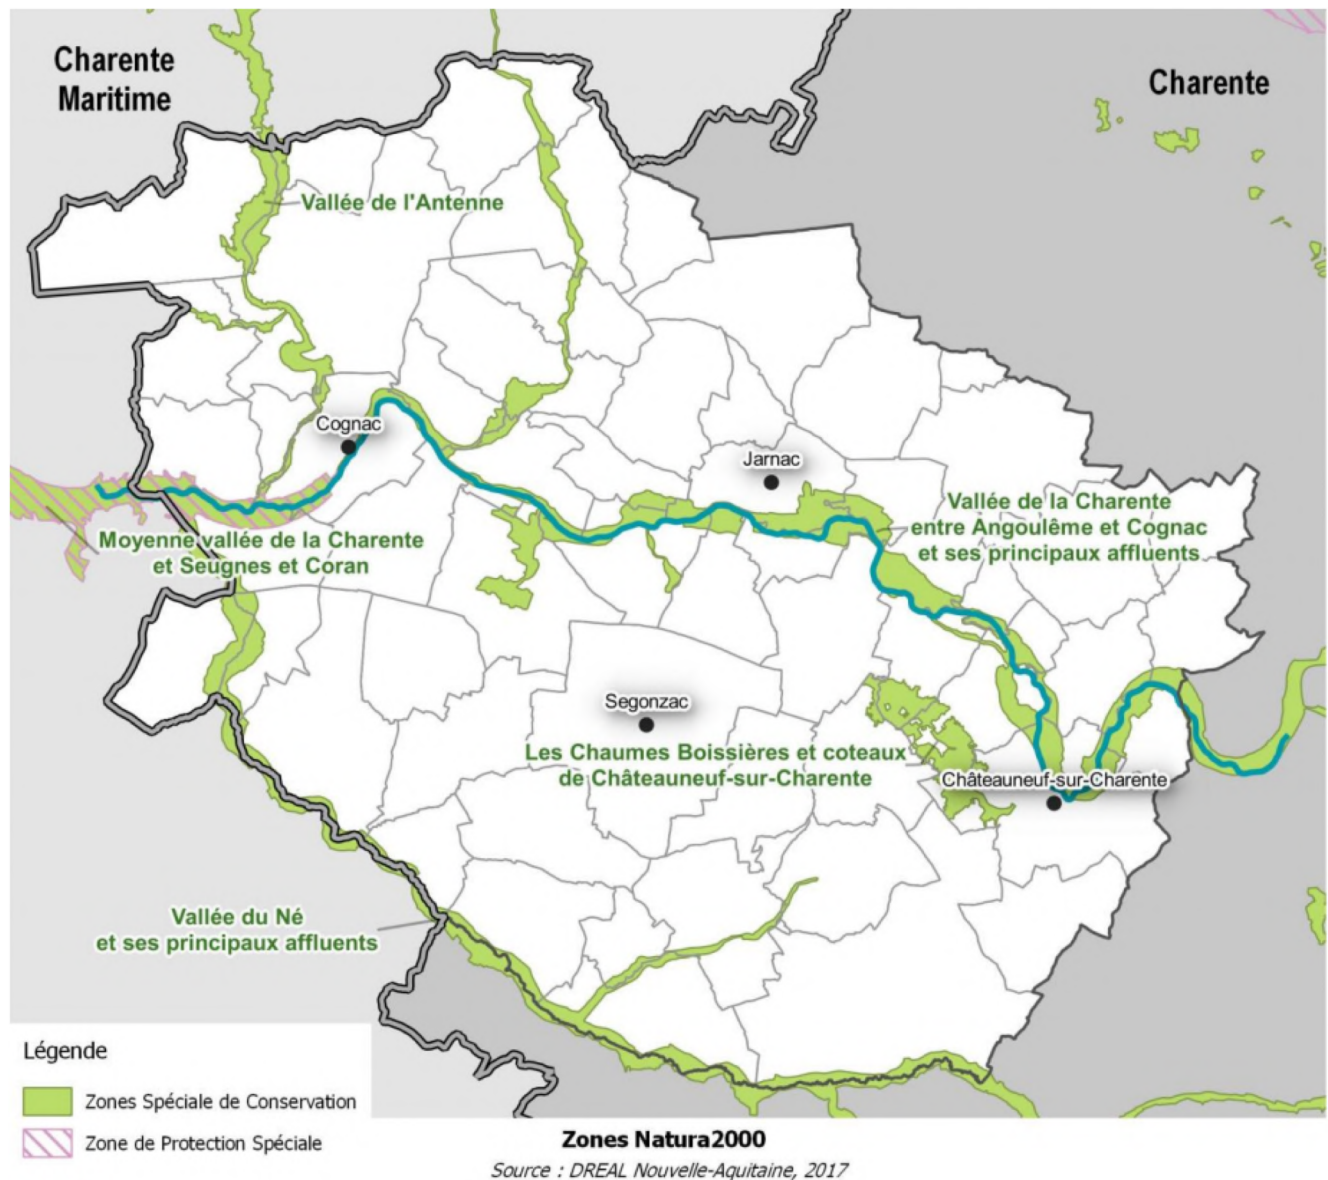 Charente
Maritime
Charente
Vallée de l'Antenne
Cognac
Jarnac
Vallée de la Charente
entre Angoulême et Cognac
et ses principaux affluents
Moyenne vallée de la Charente
et Seugnes et Coran
Segonzac
Les Chaumes Boissières et coteaux
de Châteauneuf-sur-Charente
Châteauneuf-sur-Charente
Vallée du Né
et ses principaux affluents
Légende
Zones Spéciale de Conservation
Zone de Protection Spéciale
Zones Natura2000
Source : DREAL Nouvelle-Aquitaine, 2017